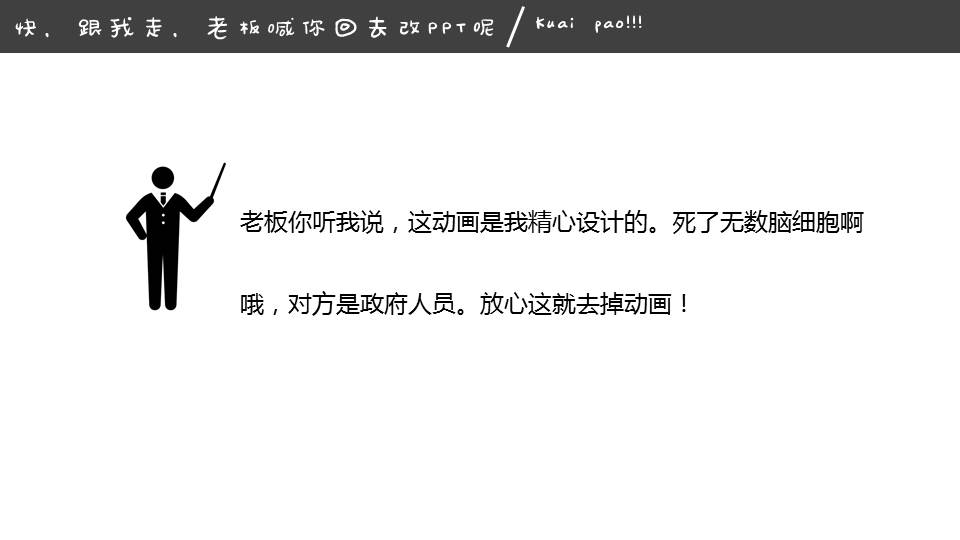 快，跟我走，老板喊你回去改PPT呢/Kuai pao!!!
老板你听我说，这动画是我精心设计的。死了无数脑细胞啊
哦，对方是政府人员。放心这就去掉动画！